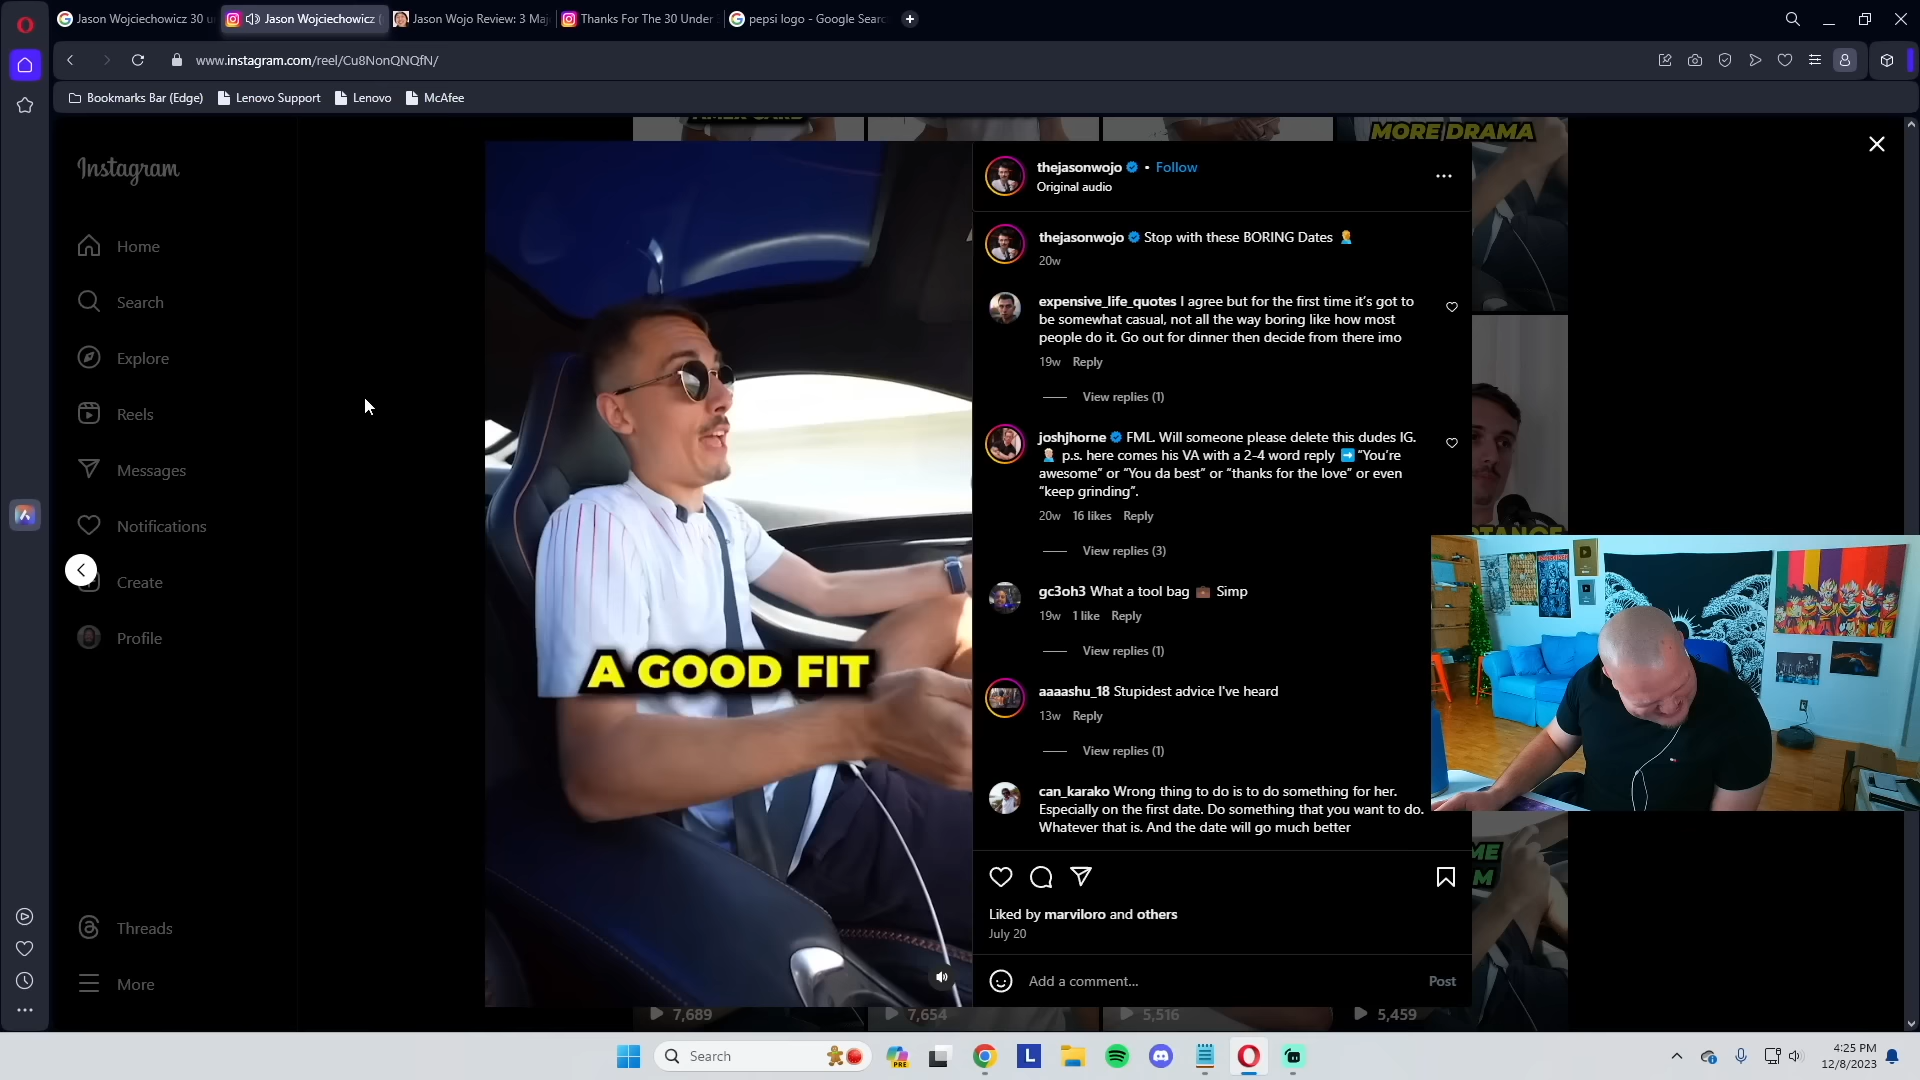 Jason Wojciechowicz 30 u
Jason Wojciechowicz
Jason Wojo Review: 3 Maj
Thanks For The 30 Under
pepsi logo - Google Searc
www.instagram.com/reel/Cu8NonQNQfN/
Bookmarks Bar (Edge)
Lenovo Support
Lenovo
McAfee
AMEX CARD
MORE DRAMA
Instagram
Home
Search
Explore
Reels
Messages
Notifications
Create
Profile
Threads
More
A GOOD FIT
thejasonwojo • Follow
Original audio
thejasonwojo Stop with these BORING Dates
20w
expensive_life_quotes I agree but for the first time it's got to
be somewhat casual, not all the way boring like how most
people do it. Go out for dinner then decide from there imo
19w Reply
View replies (1)
joshjhorne FML. Will someone please delete this dudes IG.
p.s. here comes his VA with a 2-4 word reply ➡️ "You're
awesome" or "You da best" or "thanks for the love" or even
"keep grinding".
20w 16 likes Reply
View replies (3)
gc3oh3 What a tool bag 💼 Simp
19w 1 like Reply
View replies (1)
aaaashu_18 Stupidest advice I've heard
13w Reply
View replies (1)
can_karako Wrong thing to do is to do something for her.
Especially on the first date. Do something that you want to do.
Whatever that is. And the date will go much better
Liked by marviloro and others
July 20
Add a comment...
Post
7,689
7,654
5,516
5,459
Search
PRE
L
4:25 PM
12/8/2023